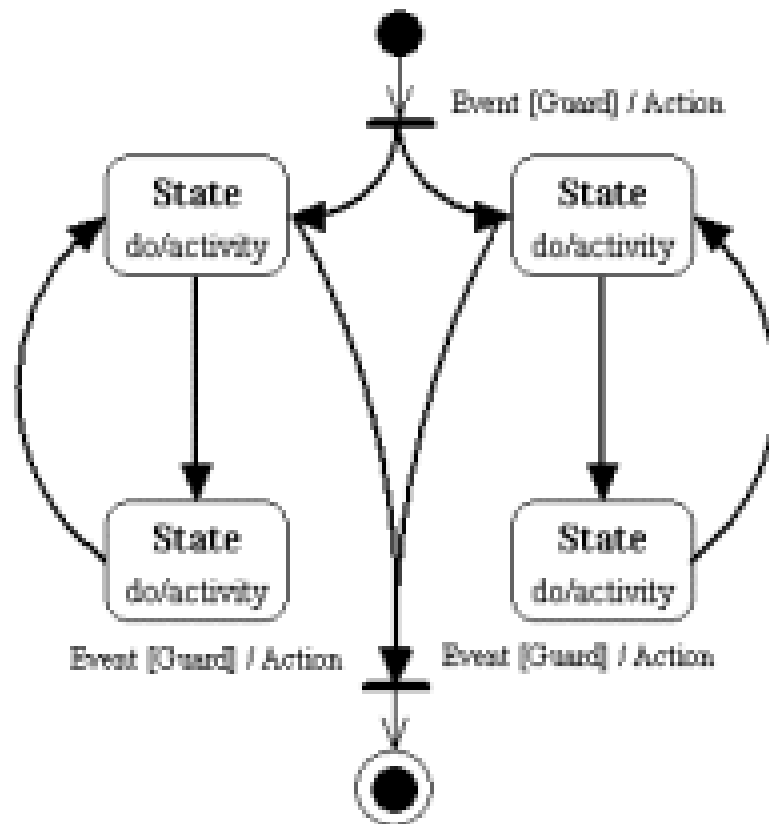 Event [Guard] / Action
State
do/activity
State
do/activity
State
do/activity
State
do/activity
Event [Guard] / Action
Event [Guard] / Action